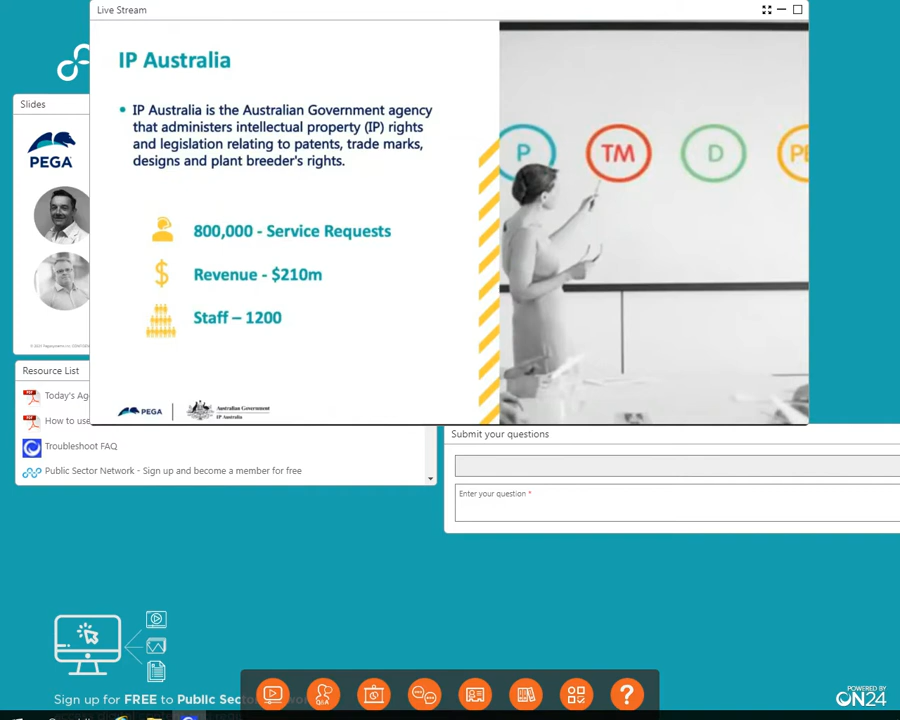 Live Stream
IP Australia
• IP Australia is the Australian Government agency
that administers intellectual property (IP) rights
and legislation relating to patents, trade marks,
designs and plant breeder's rights.
800,000 - Service Requests
$
Revenue - $210m
Staff – 1200
PEGA
Australian Government
IP Australia
P
TM
D
Slides
PEGA
Resource List
Today's Ag
How to use
Troubleshoot FAQ
Public Sector Network - Sign up and become a member for free
Submit your questions
Enter your question *
Sign up for FREE to Public Sec
Q&A
?
POWERED BY
ON24